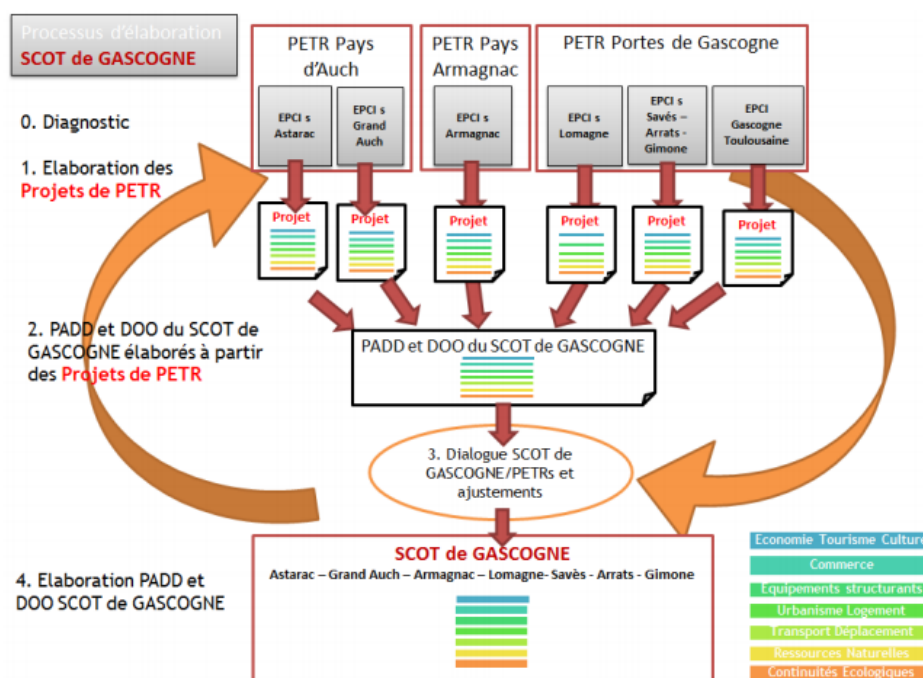 Processus d'élaboration
SCOT de GASCOGNE
PETR Pays
d'Auch
PETR Pays
Armagnac
PETR Portes de Gascogne
EPCI s
Astarac
EPCI s
Grand
Auch
EPCI s
Armagnac
EPCI s
Lomagne
EPCI s
Savés –
Arrats -
Gimone
EPCI
Gascogne
Toulousaine
0. Diagnostic
1. Elaboration des
Projets de PETR
Projet
Projet
Projet
Projet
Projet
Projet
2. PADD et DOO du SCOT de
GASCOGNE élaborés à partir
des Projets de PETR
PADD et DOO du SCOT de GASCOGNE
3. Dialogue SCOT de
GASCOGNE/PETRs et
ajustements
4. Elaboration PADD et
DOO SCOT de GASCOGNE
SCOT de GASCOGNE
Astarac – Grand Auch – Armagnac – Lomagne- Savès - Arrats - Gimone
Economie Tourisme Culture
Commerce
Equipements structurants
Urbanisme Logement
Transport Déplacement
Ressources Naturelles
Continuités Ecologiques